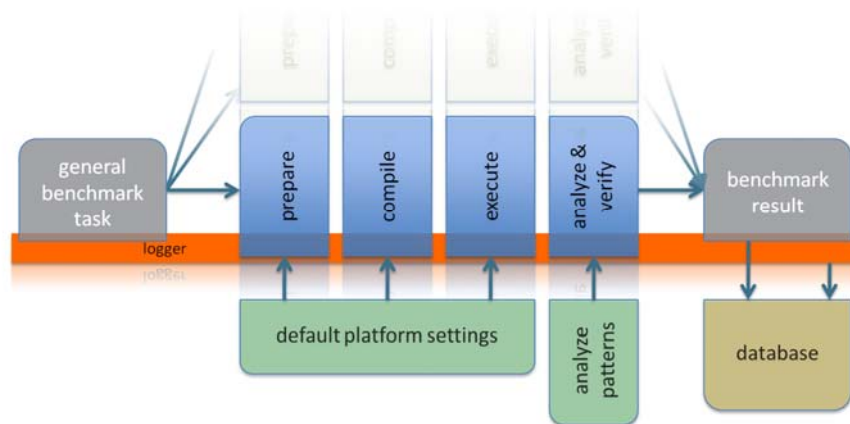 general
benchmark
task
prepare
compile
execute
analyze &
verify
benchmark
result
logger
default platform settings
analyze
patterns
database